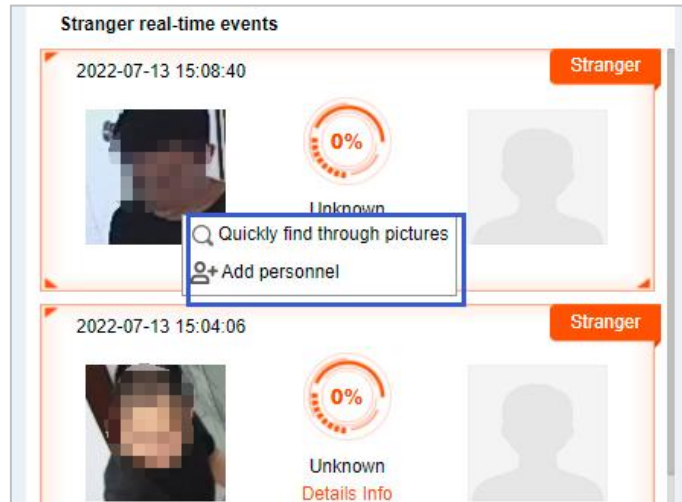 Stranger real-time events
2022-07-13 15:08:40
Stranger
0%
Unknown
Quickly find through pictures
Add personnel
2022-07-13 15:04:06
Stranger
0%
Unknown
Details Info